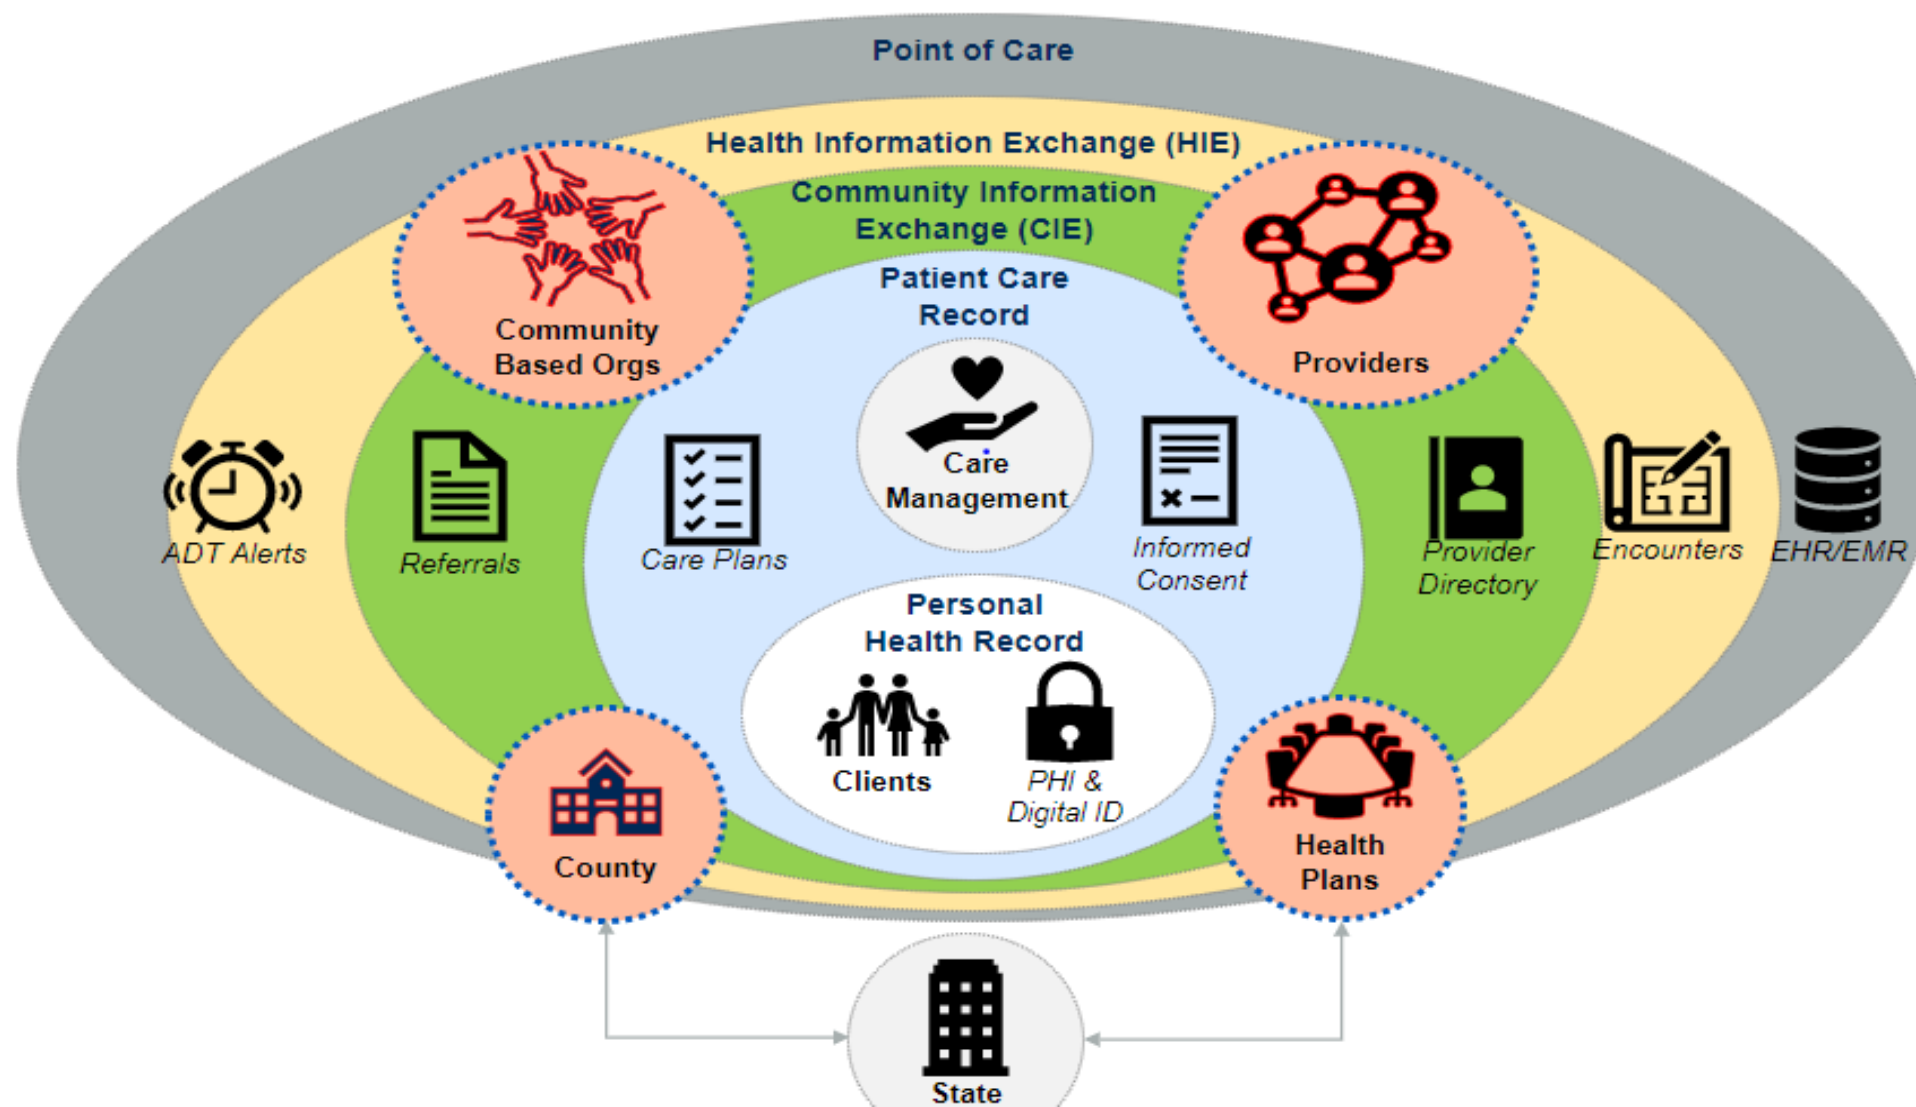 Point of Care
Health Information Exchange (HIE)
Community Information
Exchange (CIE)
Patient Care
Record
Community
Based Orgs
Providers
Care
Management
ADT Alerts
Referrals
Care Plans
Informed
Consent
Provider
Directory
Encounters
EHR/EMR
Personal
Health Record
Clients
PHI &
Digital ID
County
Health
Plans
State